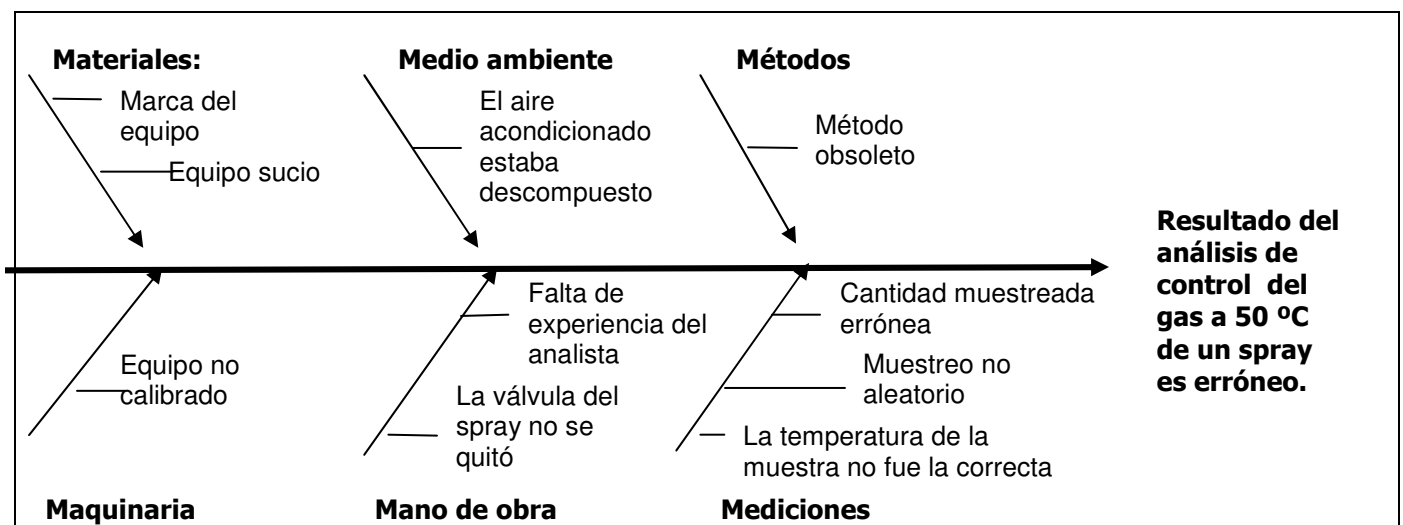 Materiales:
Marca del
equipo
Equipo sucio
Medio ambiente
El aire
acondicionado
estaba
descompuesto
Métodos
Método
obsoleto
Resultado del
análisis de
control del
gas a 50 ºC
de un spray
es erróneo.
Equipo no
calibrado
Maquinaria
Falta de
experiencia del
analista
La válvula del
spray no se
quitó
Mano de obra
Cantidad muestreada
errónea
Muestreo no
aleatorio
La temperatura de la
muestra no fue la correcta
Mediciones